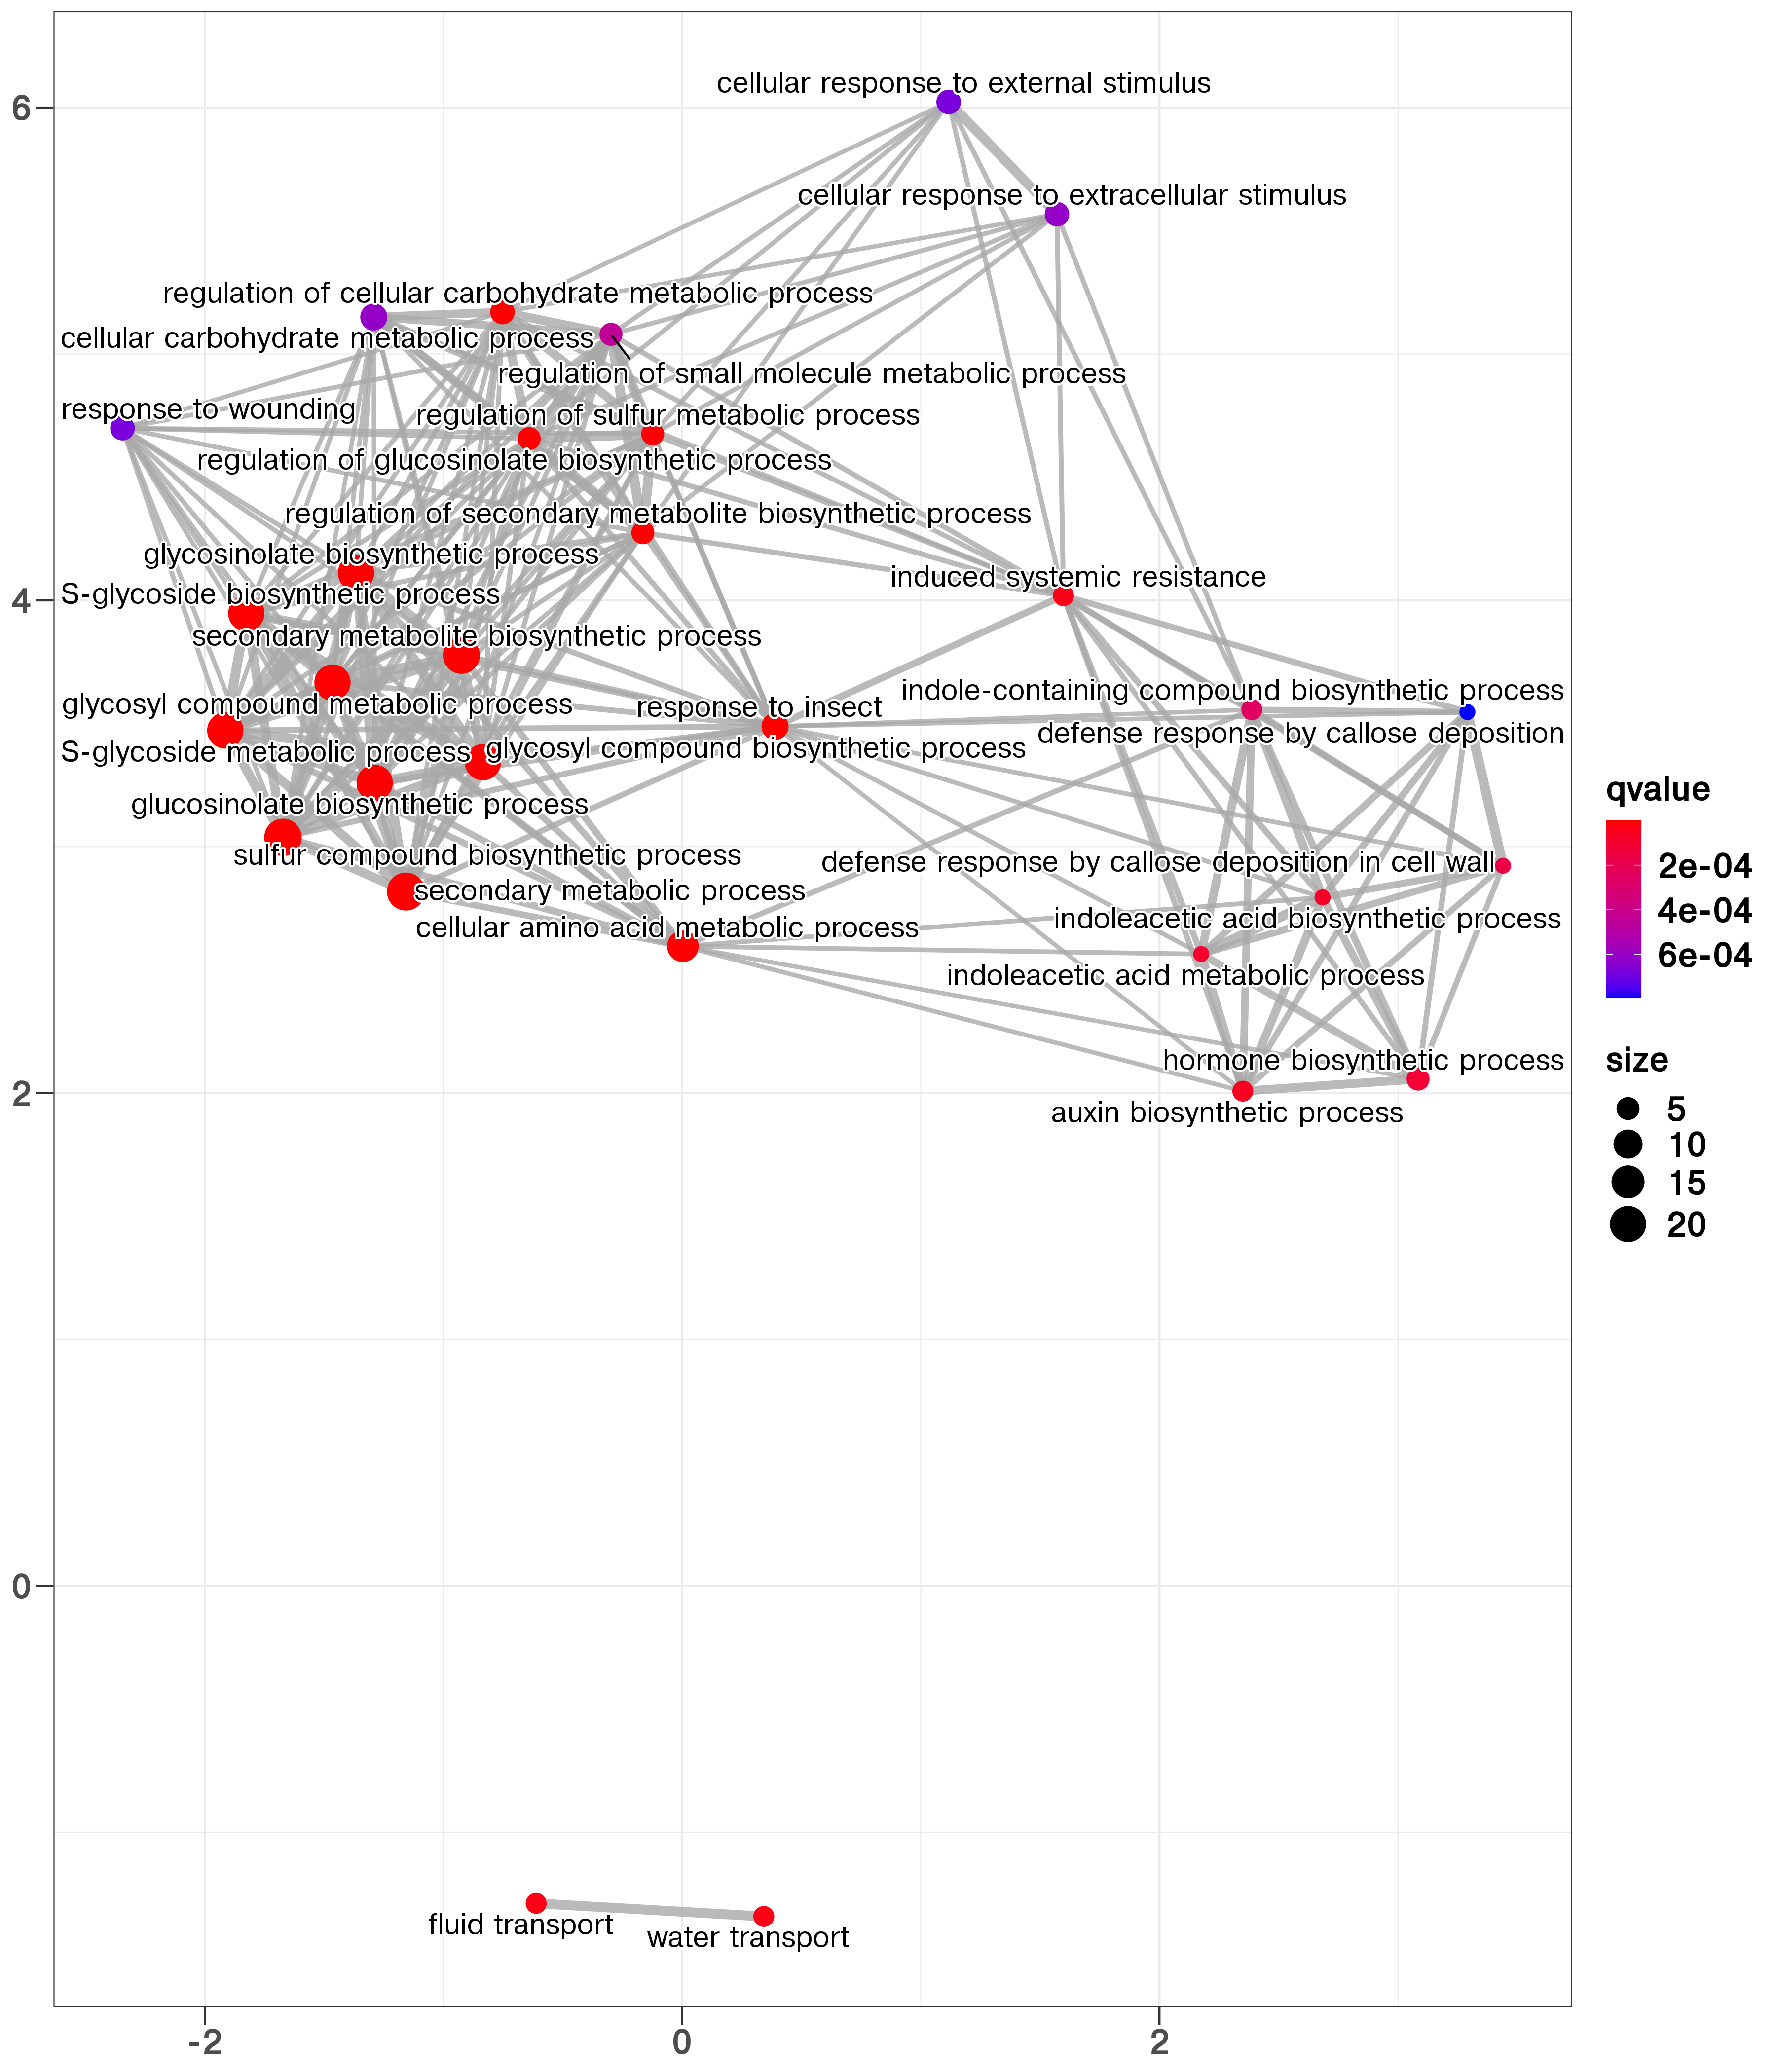 cellular response to external stimulus
6
cellular response to extracellular stimulus
regulation of cellular carbohydrate metabolic process
cellular carbohydrate metabolic process
regulation of small molecule metabolic process
response to wounding
regulation of sulfur metabolic process
regulation of glucosinolate biosynthetic process
regulation of secondary metabolite biosynthetic process
glycosinolate biosynthetic process
induced systemic resistance
S-glycoside biosynthetic process
4
secondary metabolite biosynthetic process
indole-containing compound biosynthetic process
glycosyl compound metabolic process
response to insect
defense response by callose deposition
S-glycoside metabolic process
glycosyl compound biosynthetic process
glucosinolate biosynthetic process
sulfur compound biosynthetic process
defense response by callose deposition in cell wall
secondary metabolic process
indoleacetic acid biosynthetic process
cellular amino acid metabolic process
indoleacetic acid metabolic process
hormone biosynthetic process
2
auxin biosynthetic process
0
fluid transport
water transport
-2
0
2
qvalue
2e-04
4e-04
6e-04
size
5
10
15
20